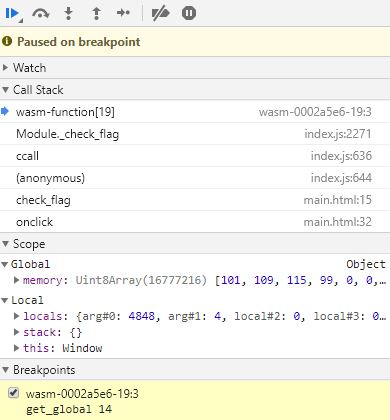 Paused on breakpoint
Watch
Call Stack
wasm-function[19] wasm-0002a5e6-19:3
Module._check_flag index.js:2271
ccall index.js:636
(anonymous) index.js:644
check_flag main.html:15
onclick main.html:32
Scope
Global Object
memory: Uint8Array(16777216) [101, 109, 115, 99, 0, 0,…
Local
locals: {arg#0: 4848, arg#1: 4, local#2: 0, local#3: 0…
stack: {}
this: Window
Breakpoints
wasm-0002a5e6-19:3
get_global 14